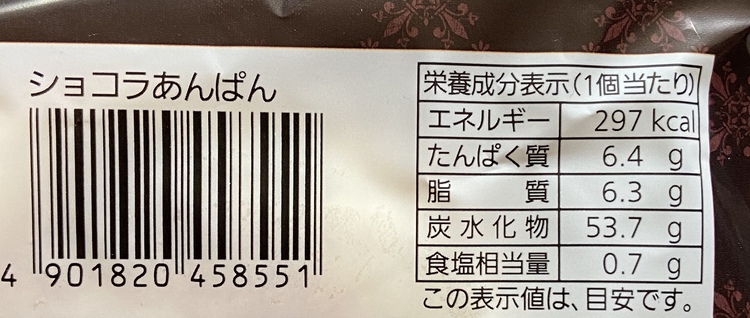 ショコラあんぱん
4 901820 458551
栄養成分表示(1個当たり)
エネルギー 297 kcal
たんぱく質 6.4 g
脂質 6.3 g
炭水化物 53.7 g
食塩相当量 0.7 g
この表示値は、目安です。